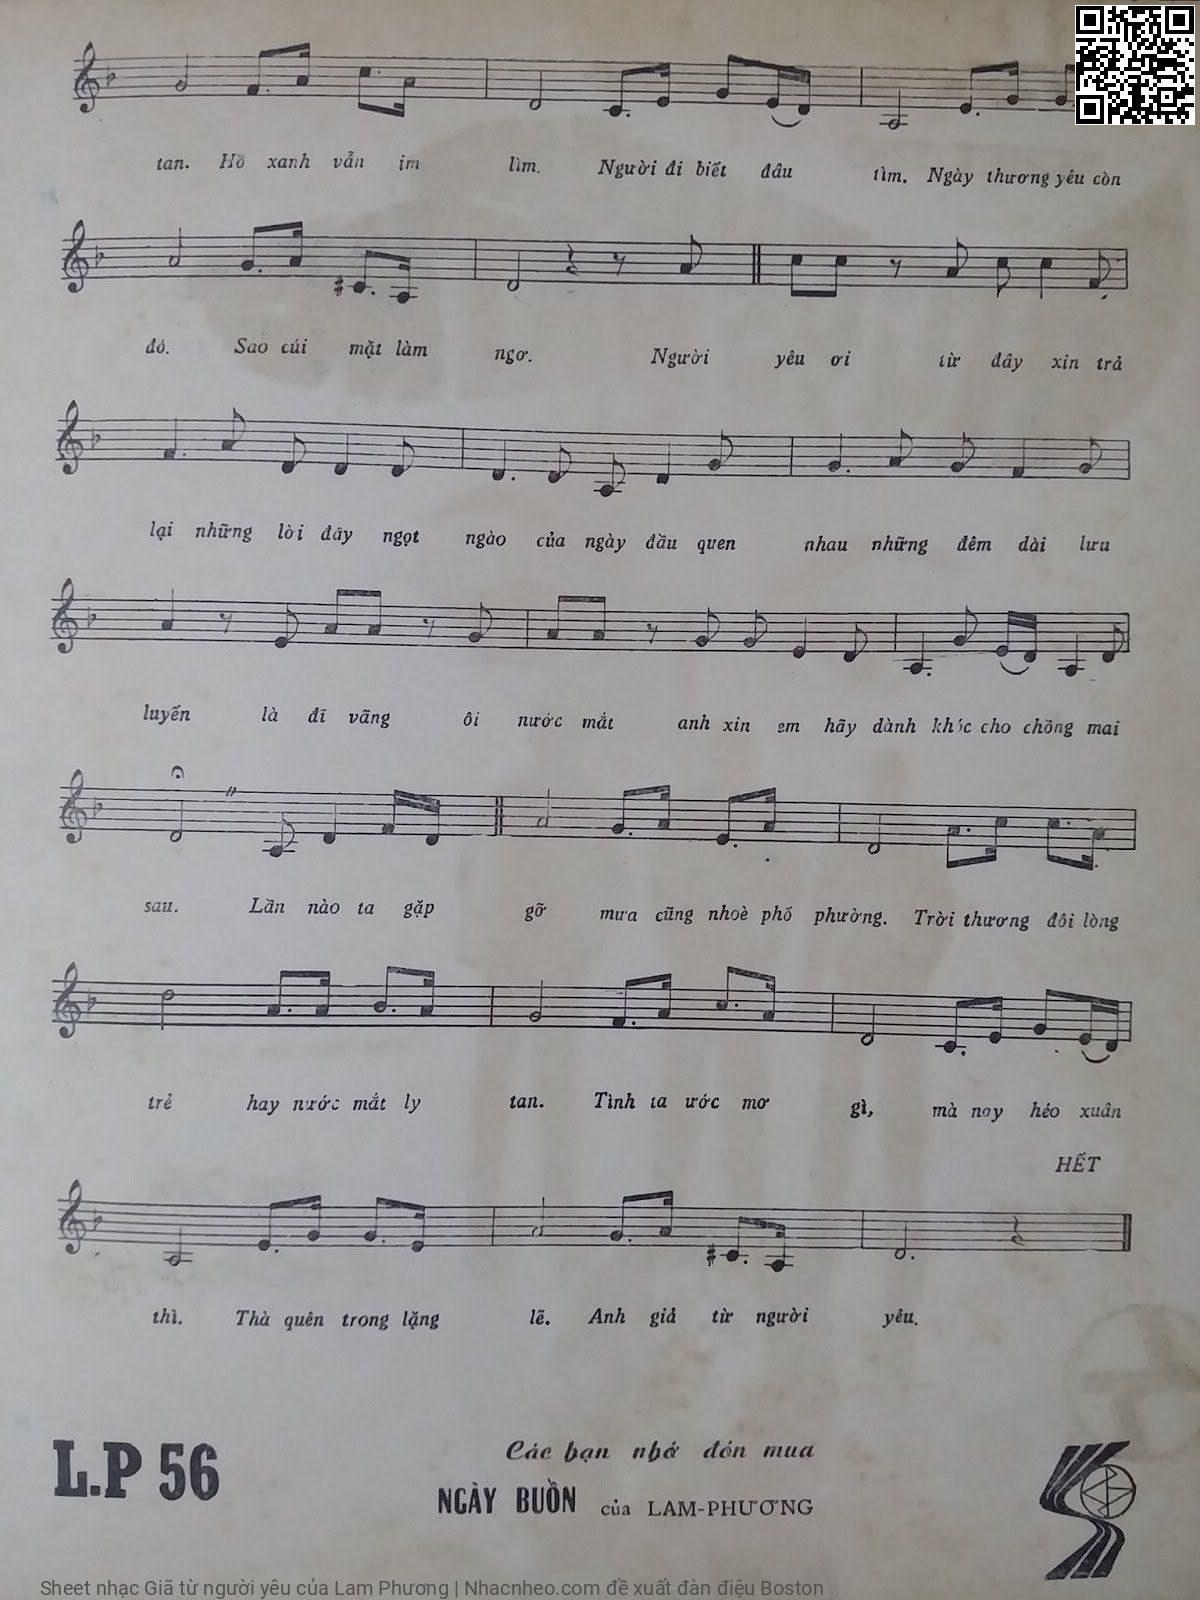 tan. Hồ xanh vẫn im lìm. Người đi biết đâu tìm. Ngày thương yêu còn
đó. Sao cúi mặt làm ngơ. Người yêu ơi từ đây xin trả
lại những lời đây ngọt ngào của ngày đầu quen nhau những đêm dài lưu
luyến là dĩ vãng ôi nước mắt anh xin em hãy dành khóc cho chồng mai
sau. Lần nào ta gặp gỡ mưa cũng nhoè phố phường. Trời thương đôi lòng
trẻ hay nước mắt ly tan. Tình ta ước mơ gì, mà nay héo xuân
HẾT
thì. Thà quên trong lặng lẽ. Anh giả từ người yêu.
L.P 56
Các bạn nhớ đón mua
NGÀY BUỒN của LAM-PHƯƠNG
Sheet nhạc Giã từ người yêu của Lam Phương | Nhacnheo.com đề xuất đàn điệu Boston